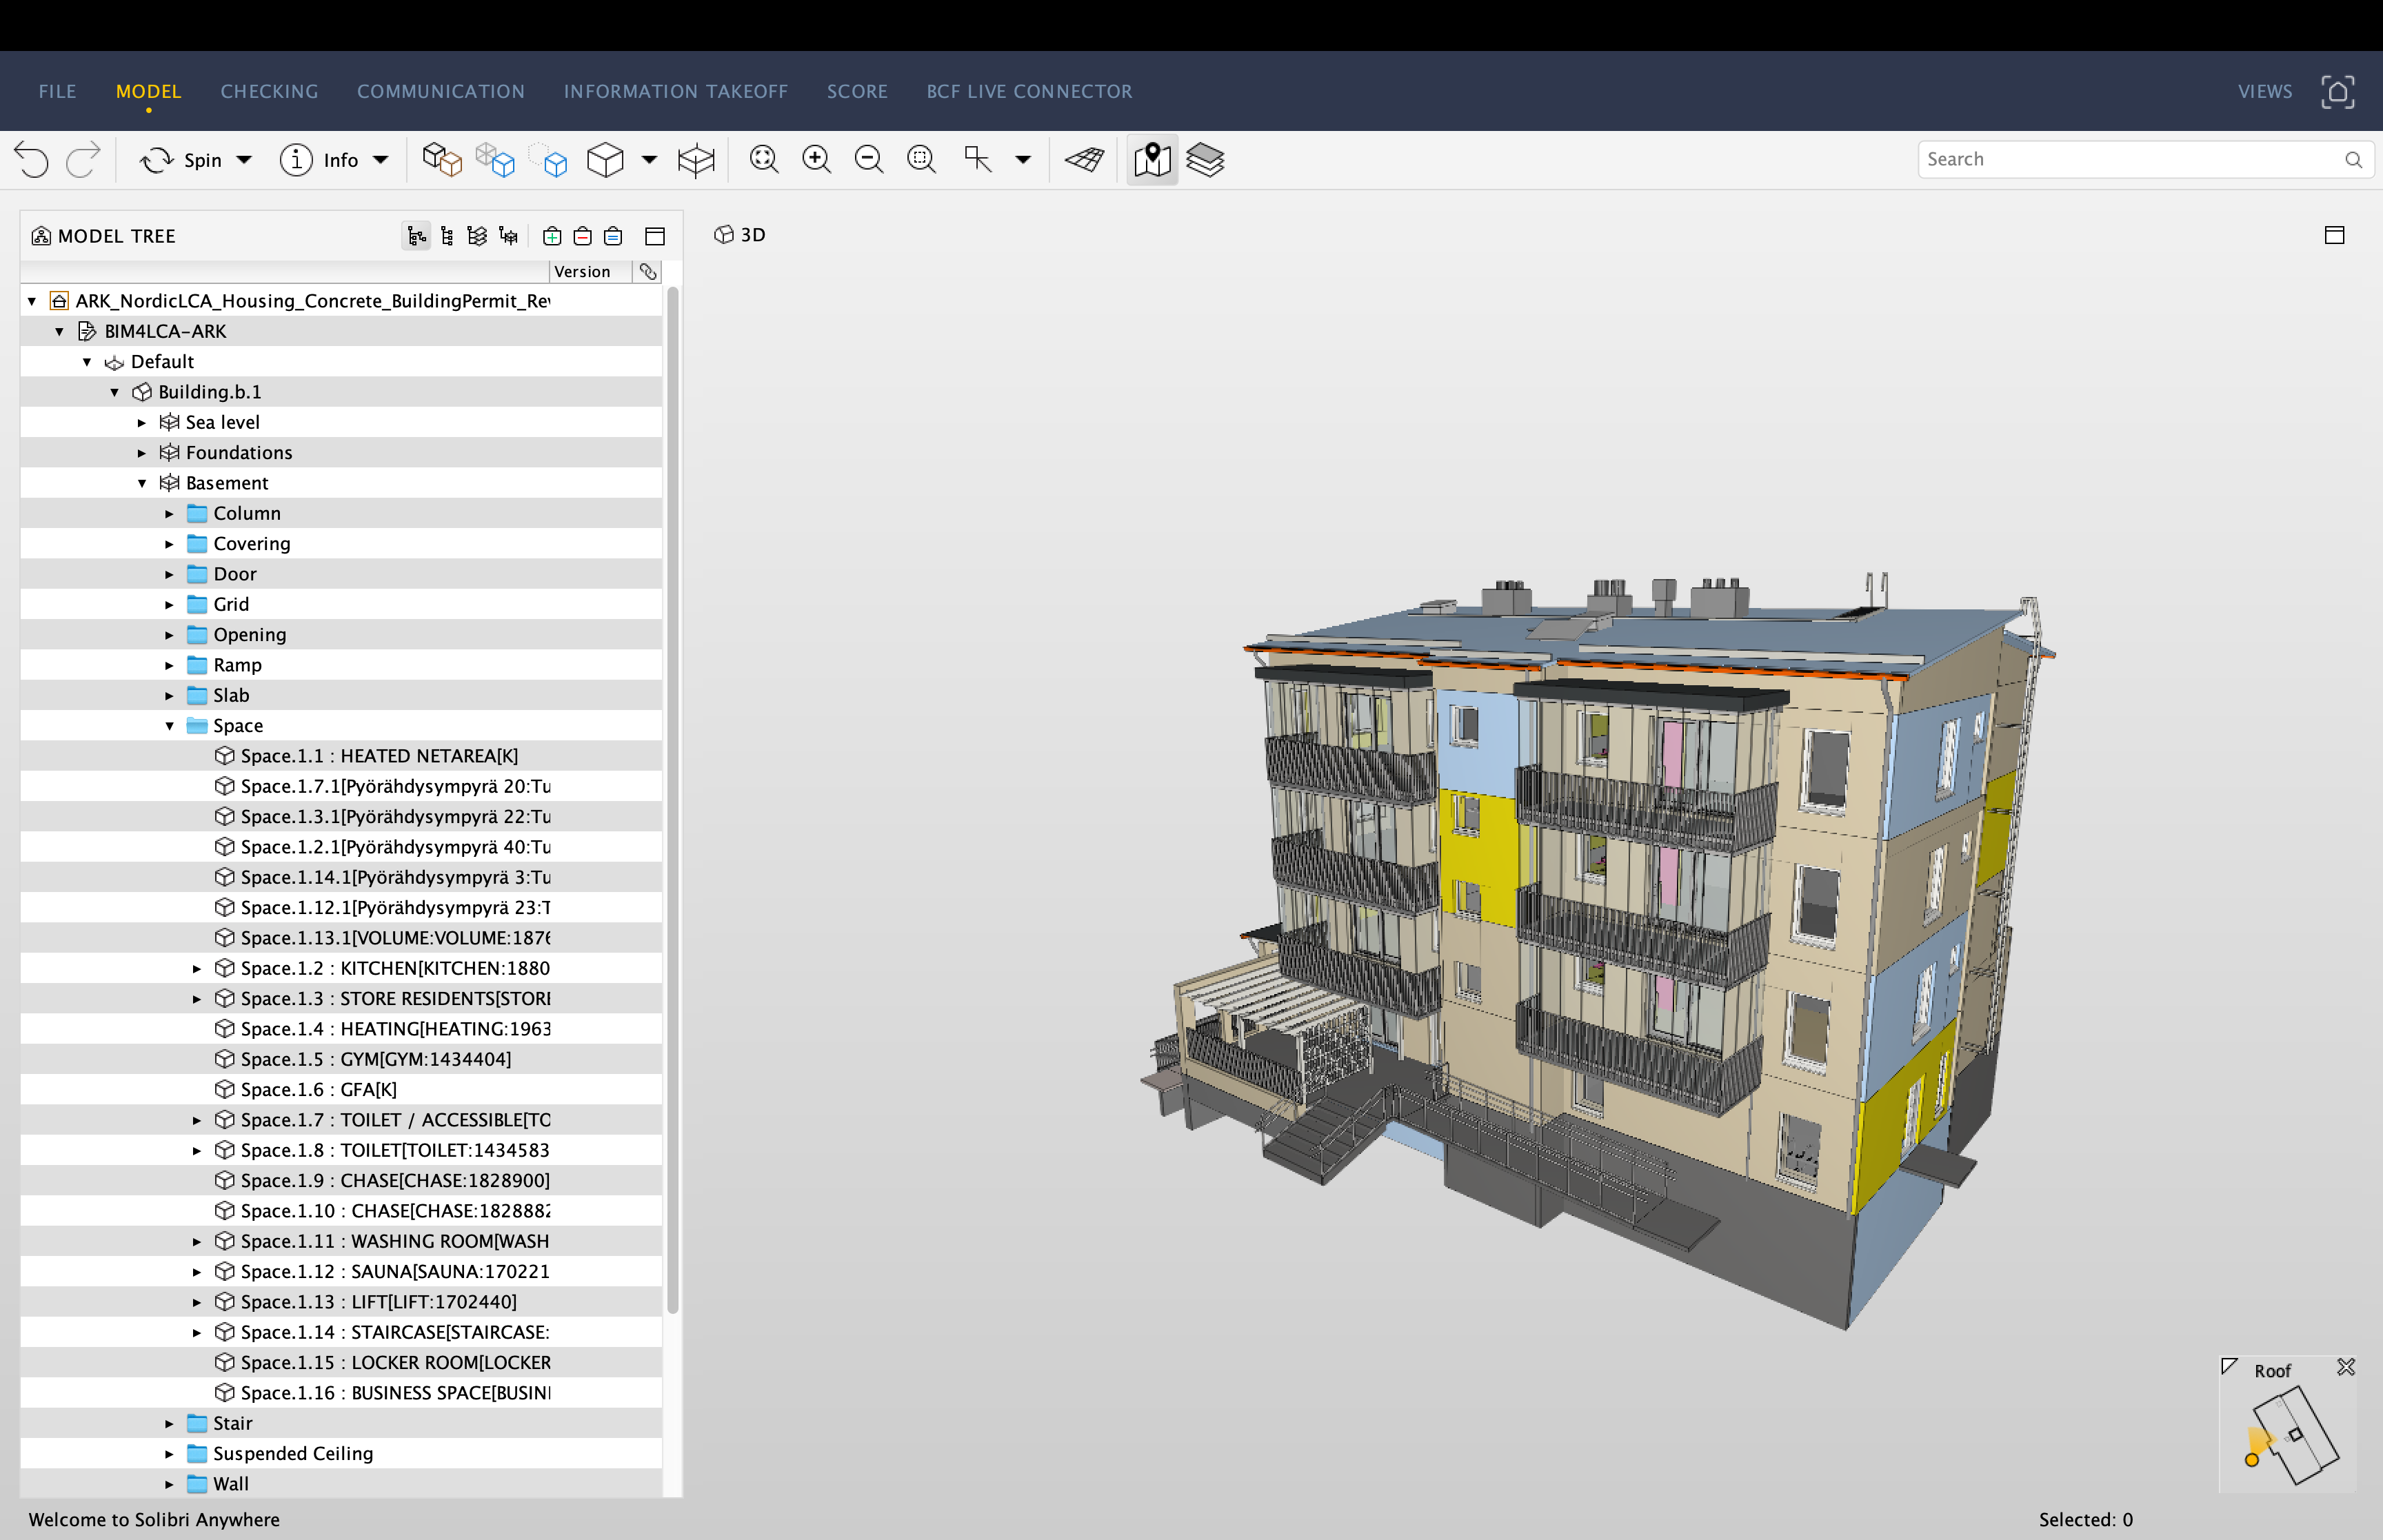 FILE MODEL CHECKING COMMUNICATION INFORMATION TAKEOFF SCORE BCF LIVE CONNECTOR VIEWS
Spin Info Search
MODEL TREE
3D
Version
ARK_NordicLCA_Housing_Concrete_BuildingPermit_Rev
BIM4LCA-ARK
Default
Building.b.1
Sea level
Foundations
Basement
Column
Covering
Door
Grid
Opening
Ramp
Slab
Space
Space.1.1 : HEATED NETAREA[K]
Space.1.7.1[Pyörähdysympyrä 20:Tu
Space.1.3.1[Pyörähdysympyrä 22:Tu
Space.1.2.1[Pyörähdysympyrä 40:Tu
Space.1.14.1[Pyörähdysympyrä 3:Tu
Space.1.12.1[Pyörähdysympyrä 23:T
Space.1.13.1[VOLUME:VOLUME:1876
Space.1.2 : KITCHEN[KITCHEN:1880
Space.1.3 : STORE RESIDENTS[STORE
Space.1.4 : HEATING[HEATING:1963
Space.1.5 : GYM[GYM:1434404]
Space.1.6 : GFA[K]
Space.1.7 : TOILET / ACCESSIBLE[TO
Space.1.8 : TOILET[TOILET:1434583
Space.1.9 : CHASE[CHASE:1828900]
Space.1.10 : CHASE[CHASE:1828882
Space.1.11 : WASHING ROOM[WASH
Space.1.12 : SAUNA[SAUNA:170221
Space.1.13 : LIFT[LIFT:1702440]
Space.1.14 : STAIRCASE[STAIRCASE:
Space.1.15 : LOCKER ROOM[LOCKER
Space.1.16 : BUSINESS SPACE[BUSIN
Stair
Suspended Ceiling
Wall
Roof
Welcome to Solibri Anywhere
Selected: 0